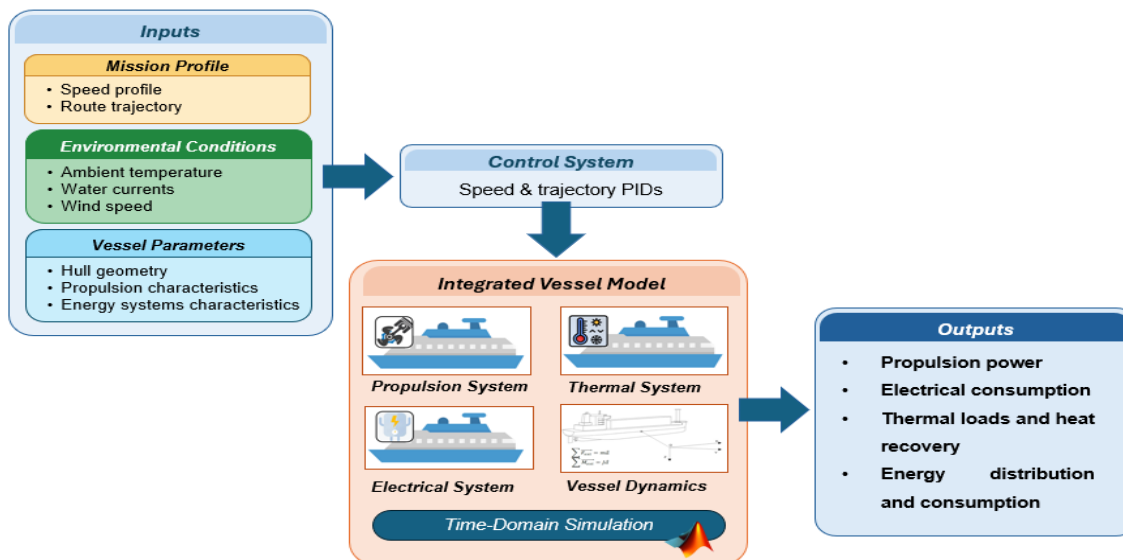 Inputs
Mission Profile
• Speed profile
• Route trajectory
Environmental Conditions
• Ambient temperature
• Water currents
• Wind speed
Vessel Parameters
• Hull geometry
• Propulsion characteristics
• Energy systems characteristics
Control System
Speed & trajectory PIDs
Integrated Vessel Model
Propulsion System
Thermal System
Electrical System
Vessel Dynamics
Time-Domain Simulation
Outputs
• Propulsion power
• Electrical consumption
• Thermal loads and heat
recovery
• Energy distribution
and consumption